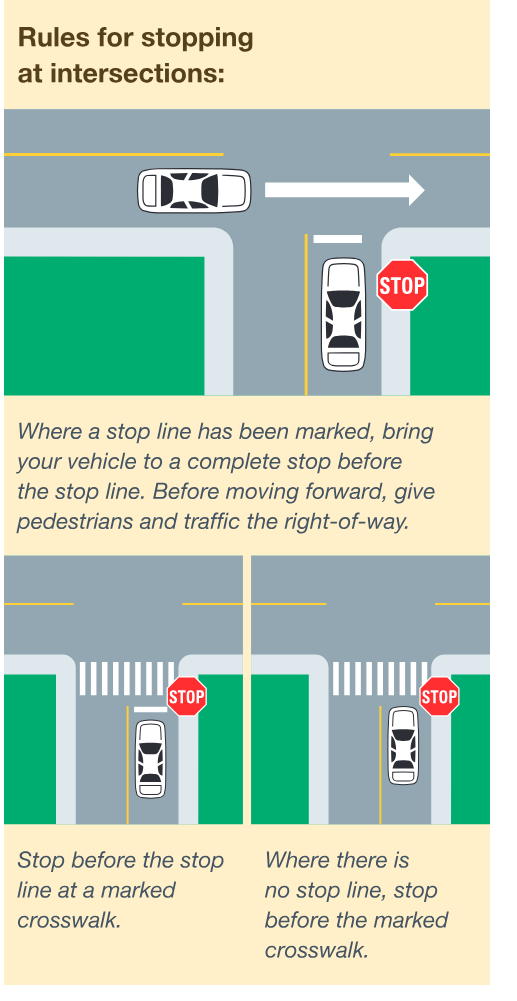 Rules for stopping
at intersections:
STOP
Where a stop line has been marked, bring
your vehicle to a complete stop before
the stop line. Before moving forward, give
pedestrians and traffic the right-of-way.
STOP
STOP
Stop before the stop
line at a marked
crosswalk.
Where there is
no stop line, stop
before the marked
crosswalk.